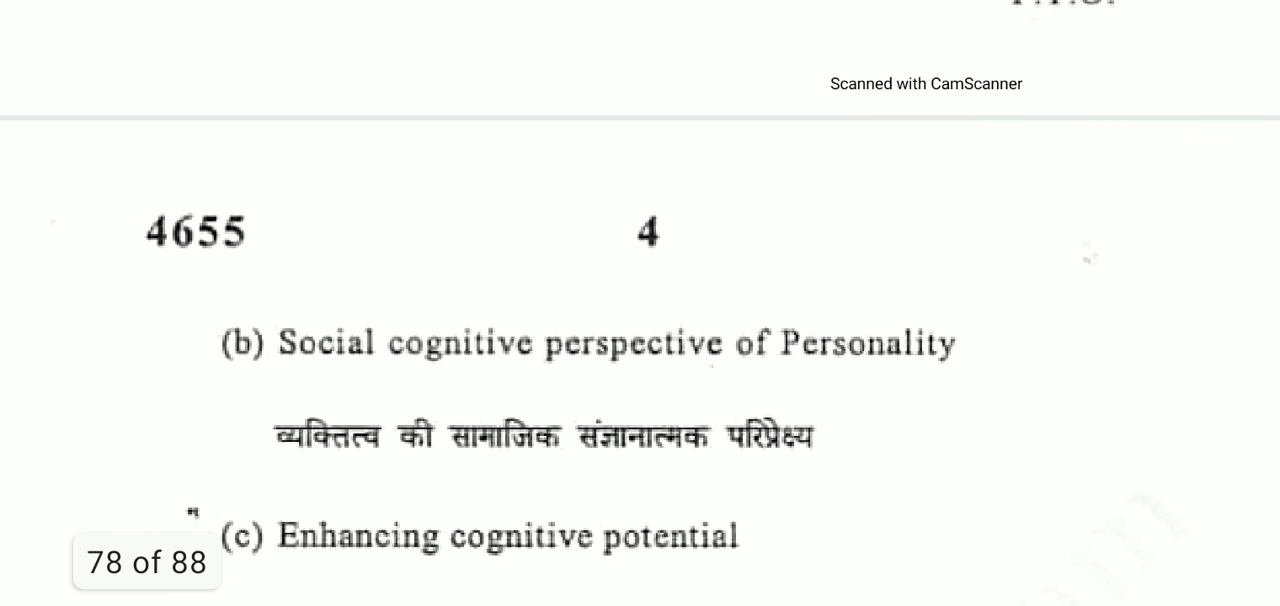 Scanned with CamScanner
4655 4
(b) Social cognitive perspective of Personality
व्यक्तित्व की सामाजिक संज्ञानात्मक परिप्रेक्ष्य
(c) Enhancing cognitive potential
78 of 88